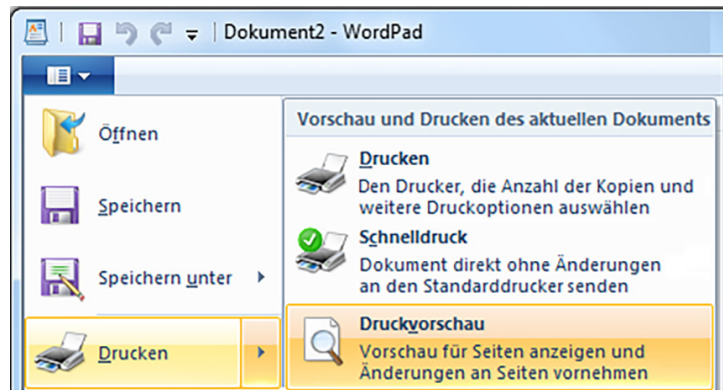 Dokument2 - WordPad
Öffnen
Speichern
Speichern unter
Drucken
Vorschau und Drucken des aktuellen Dokuments
Drucken
Den Drucker, die Anzahl der Kopien und
weitere Druckoptionen auswählen
Schnelldruck
Dokument direkt ohne Änderungen
an den Standarddrucker senden
Druckvorschau
Vorschau für Seiten anzeigen und
Änderungen an Seiten vornehmen